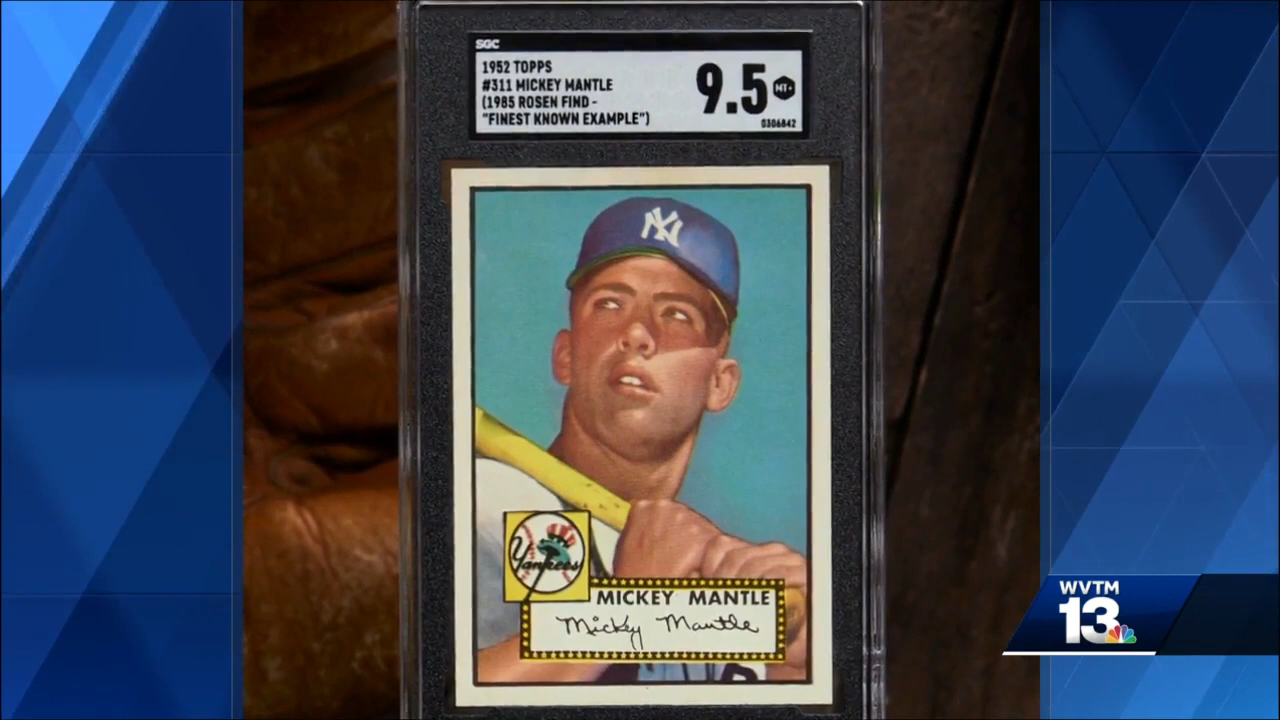 SGC
1952 TOPPS
#311 MICKEY MANTLE
(1985 ROSEN FIND -
"FINEST KNOWN EXAMPLE")
9.5
MT+
0306842
NY
Yankees
MICKEY MANTLE
Mickey Mantle
WVTM
13